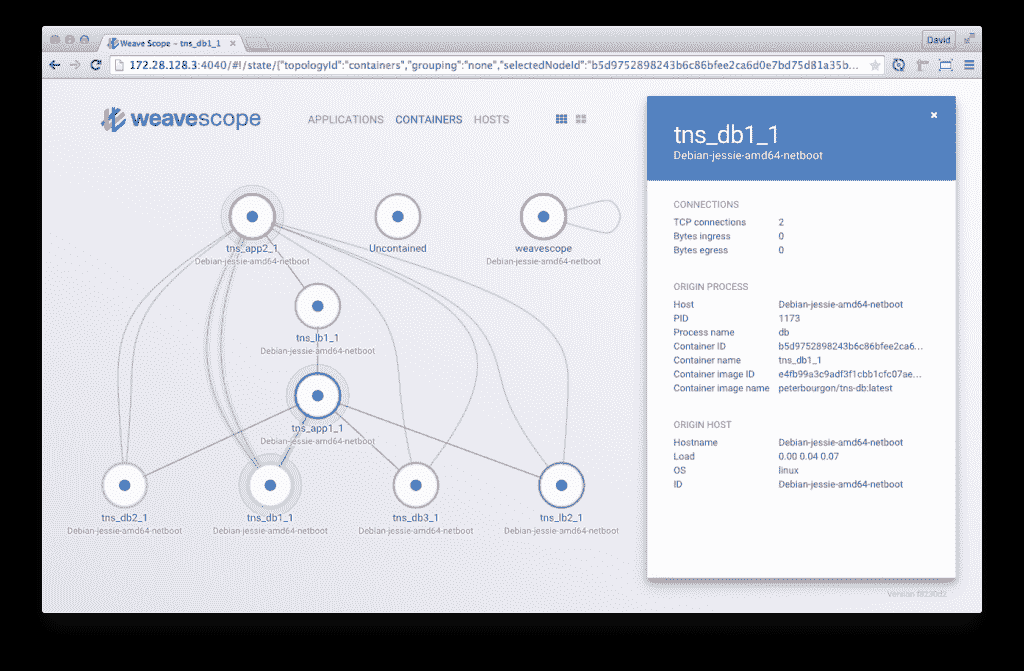 Weave Scope - tns_db1_1
David
172.28.128.3:4040/#!/state/{"topologyId":"containers","grouping":"none","selectedNodeId":"b5d9752898243b6c86bfee2ca6d0e7bd75d81a35b...
weavescope
APPLICATIONS CONTAINERS HOSTS
tns_app2_1
Debian-jessie-amd64-netboot
Uncontained
weavescope
Debian-jessie-amd64-netboot
tns_lb1_1
Debian-jessie-amd64-netboot
tns_app1_1
Debian-jessie-amd64-netboot
tns_db2_1
Debian-jessie-amd64-netboot
tns_db1_1
Debian-jessie-amd64-netboot
tns_db3_1
Debian-jessie-amd64-netboot
tns_lb2_1
Debian-jessie-amd64-netboot
tns_db1_1
Debian-jessie-amd64-netboot
CONNECTIONS
TCP connections 2
Bytes ingress 0
Bytes egress 0
ORIGIN PROCESS
Host Debian-jessie-amd64-netboot
PID 1173
Process name db
Container ID b5d9752898243b6c86bfee2ca6...
Container name tns_db1_1
Container image ID e4fb99a3c9adf3f1cbb1cfc07ae...
Container image name peterbourgon/tns-db:latest
ORIGIN HOST
Hostname Debian-jessie-amd64-netboot
Load 0.00 0.04 0.07
OS linux
ID Debian-jessie-amd64-netboot
Version f8230d2